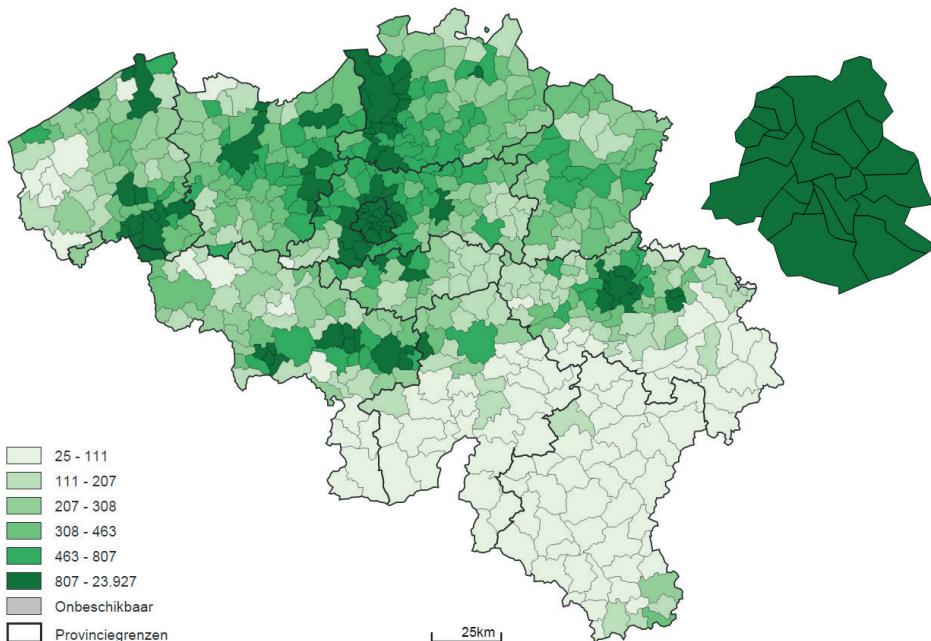 25 - 111
111 - 207
207 - 308
308 - 463
463 - 807
807 - 23.927
Onbeschikbaar
Provinciegrenzen
25km